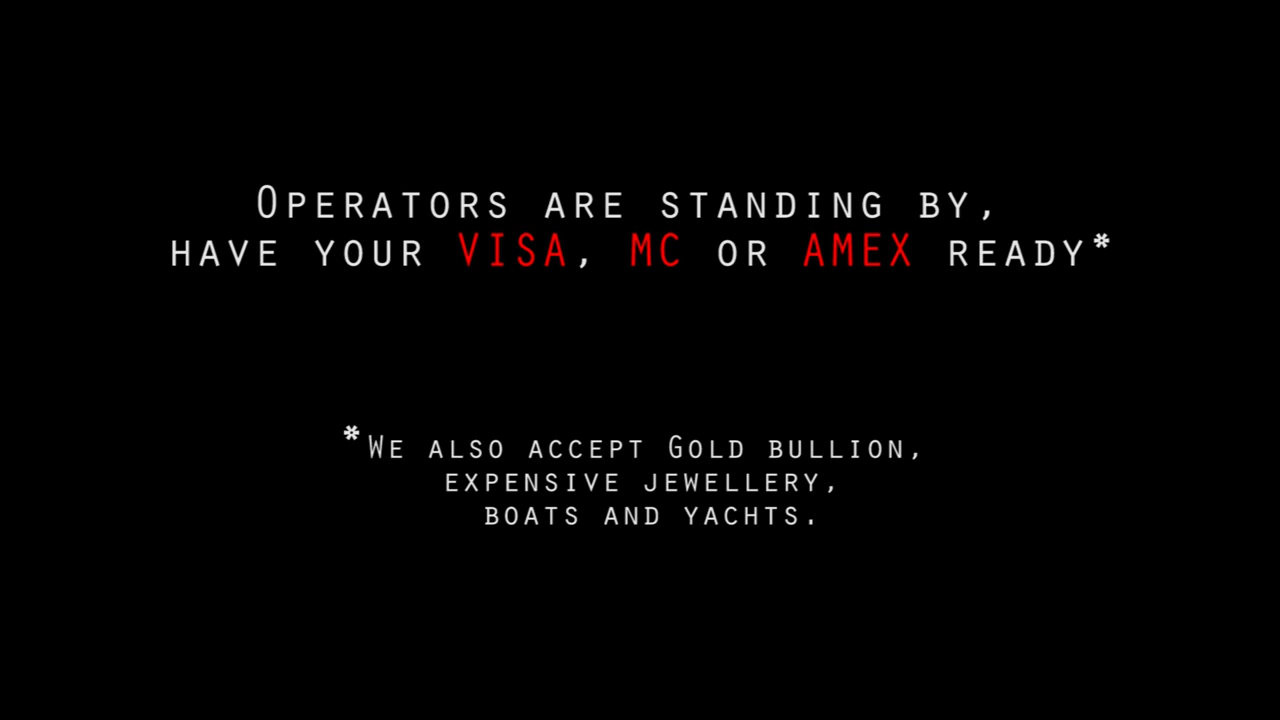 Operators are standing by,
have your VISA, MC or AMEX ready*
*We also accept Gold bullion,
expensive jewellery,
boats and yachts.